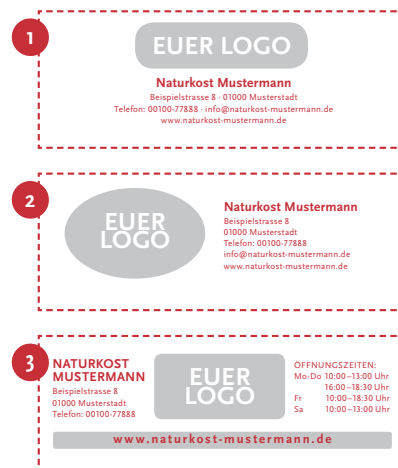 1
EUER LOGO
Naturkost Mustermann
Beispielstrasse 8 · 01000 Musterstadt
Telefon: 00100-77888 · info@naturkost-mustermann.de
www.naturkost-mustermann.de
2
EUER
LOGO
Naturkost Mustermann
Beispielstrasse 8
01000 Musterstadt
Telefon: 00100-77888
info@naturkost-mustermann.de
www.naturkost-mustermann.de
3
NATURKOST
MUSTERMANN
Beispielstrasse 8
01000 Musterstadt
Telefon: 00100-77888
EUER
LOGO
ÖFFNUNGSZEITEN:
Mo-Do 10:00–13:00 Uhr
16:00–18:30 Uhr
Fr 10:00–18:30 Uhr
Sa 10:00–13:00 Uhr
www.naturkost-mustermann.de